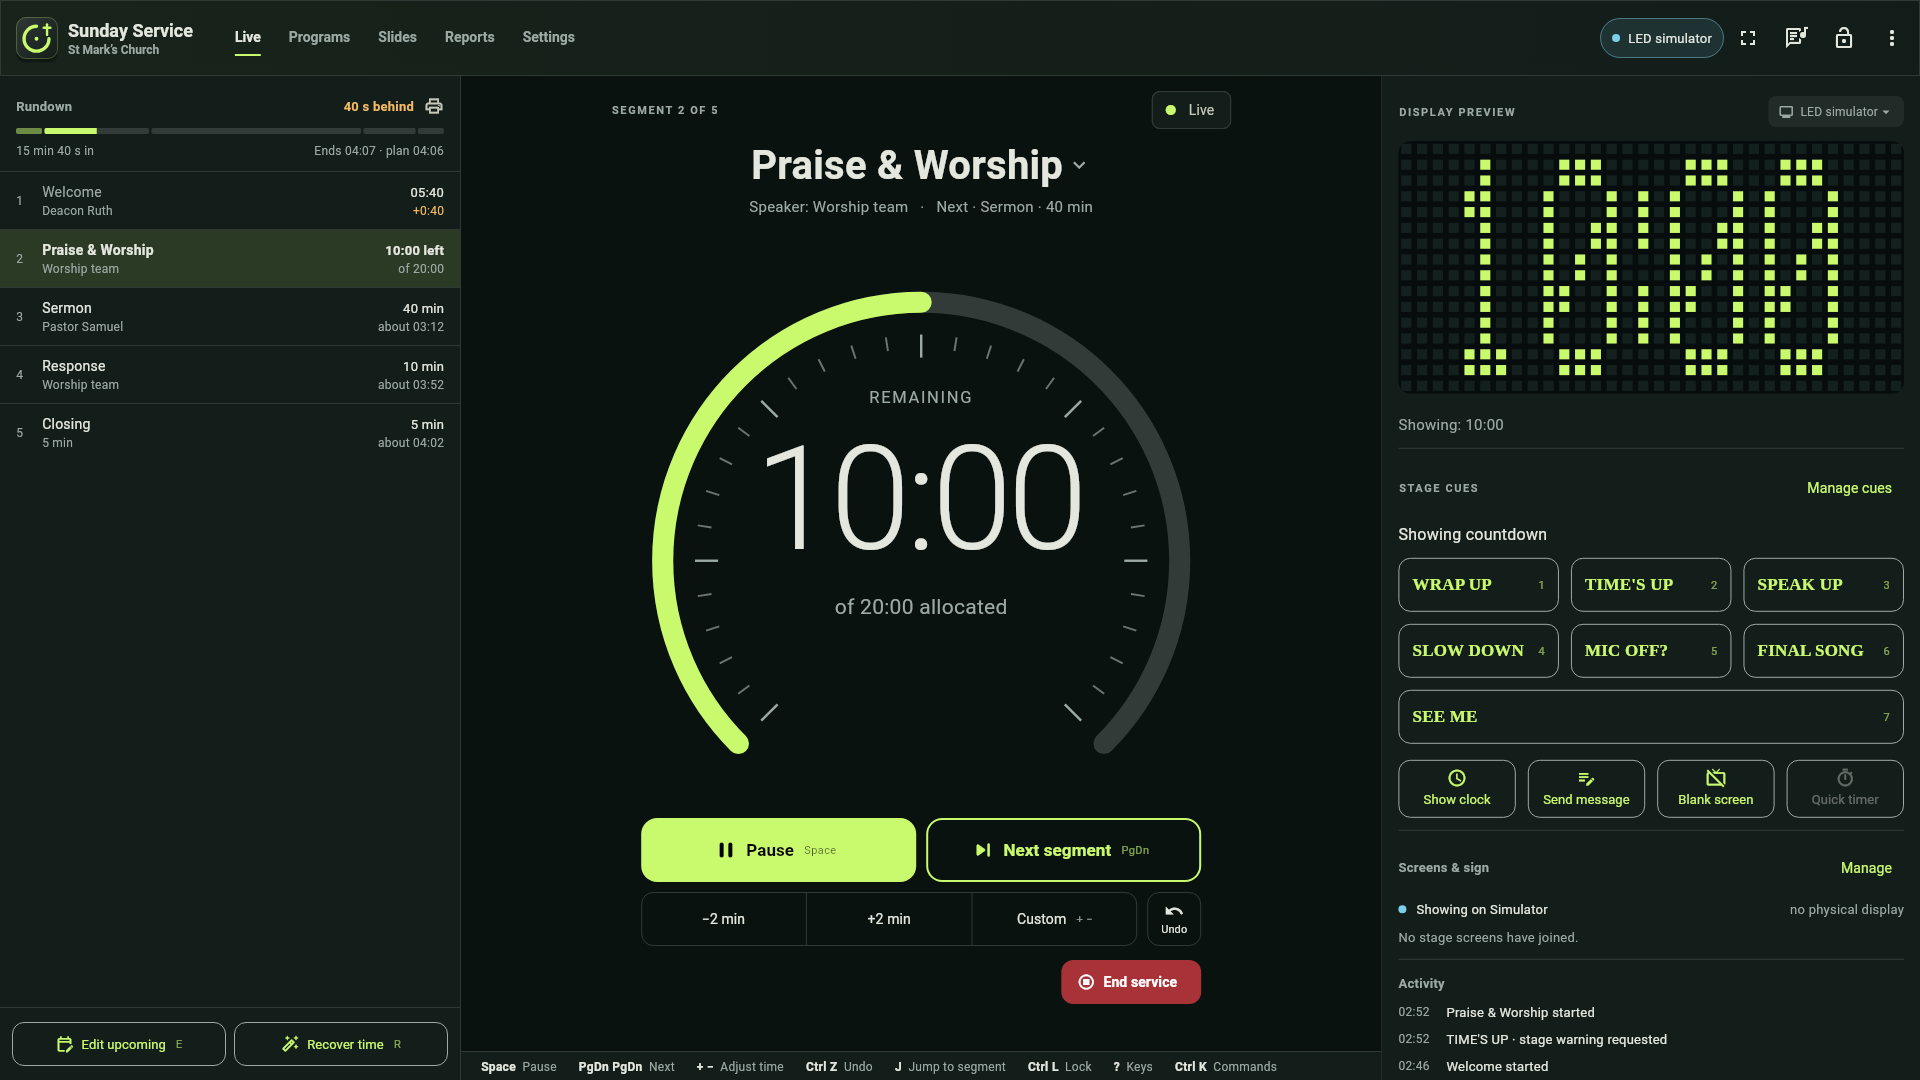 Sunday Service
St Mark's Church
Live Programs Slides Reports Settings
LED simulator
Rundown
40 s behind
15 min 40 s in
Ends 04:07 · plan 04:06
1 Welcome 05:40
Deacon Ruth +0:40
2 Praise & Worship 10:00 left
Worship team of 20:00
3 Sermon 40 min
Pastor Samuel about 03:12
4 Response 10 min
Worship team about 03:52
5 Closing 5 min
5 min about 04:02
Edit upcoming E
Recover time R
SEGMENT 2 OF 5
Live
Praise & Worship
Speaker: Worship team · Next · Sermon · 40 min
REMAINING
10:00
of 20:00 allocated
Pause Space
Next segment PgDn
−2 min
+2 min
Custom + −
Undo
End service
Space Pause PgDn PgDn Next + − Adjust time Ctrl Z Undo J Jump to segment Ctrl L Lock ? Keys Ctrl K Commands
DISPLAY PREVIEW
LED simulator
10:00
Showing: 10:00
STAGE CUES
Manage cues
Showing countdown
WRAP UP 1
TIME'S UP 2
SPEAK UP 3
SLOW DOWN 4
MIC OFF? 5
FINAL SONG 6
SEE ME 7
Show clock
Send message
Blank screen
Quick timer
Screens & sign
Manage
Showing on Simulator
no physical display
No stage screens have joined.
Activity
02:52 Praise & Worship started
02:52 TIME'S UP · stage warning requested
02:46 Welcome started